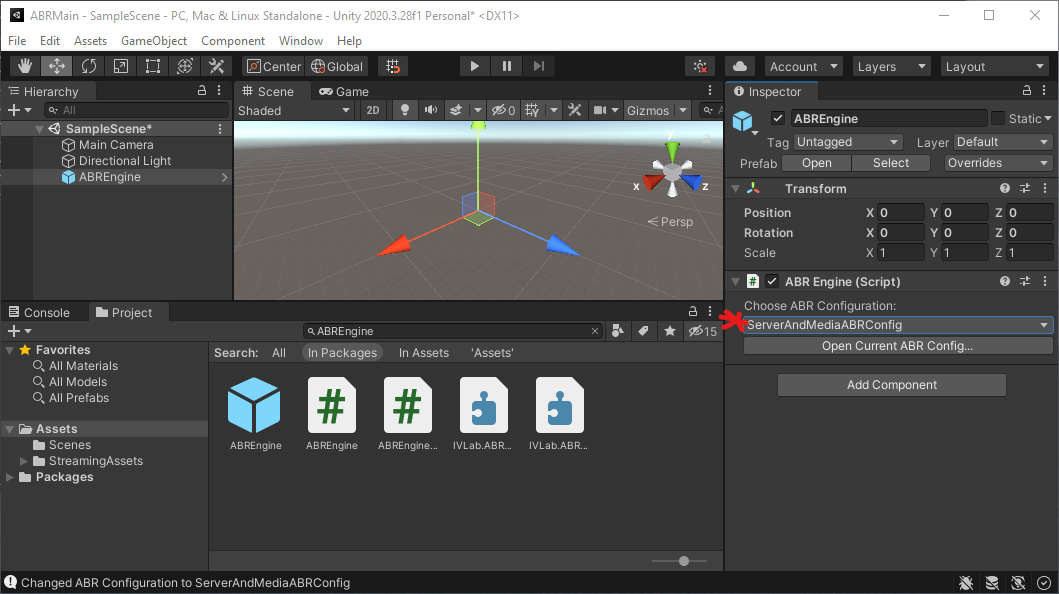 ABRMain - SampleScene - PC, Mac & Linux Standalone - Unity 2020.3.28f1 Personal* <DX11>
File Edit Assets GameObject Component Window Help
Center Global Account Layers Layout
Hierarchy
All
SampleScene*
Main Camera
Directional Light
ABREngine
Scene Game
Shaded 2D 0 Gizmos A
y
x z
Persp
Inspector
ABREngine Static
Tag Untagged Layer Default
Prefab Open Select Overrides
Transform
Position X 0 Y 0 Z 0
Rotation X 0 Y 0 Z 0
Scale X 1 Y 1 Z 1
# ABR Engine (Script)
Choose ABR Configuration:
ServerAndMediaABRConfig
Open Current ABR Config...
Add Component
Console Project
ABREngine 15
Favorites
All Materials
All Models
All Prefabs
Assets
Scenes
StreamingAssets
Packages
Search: All In Packages In Assets 'Assets'
# #
ABREngine ABREngine ABREngine... IVLab.ABR... IVLab.ABR...
Changed ABR Configuration to ServerAndMediaABRConfig